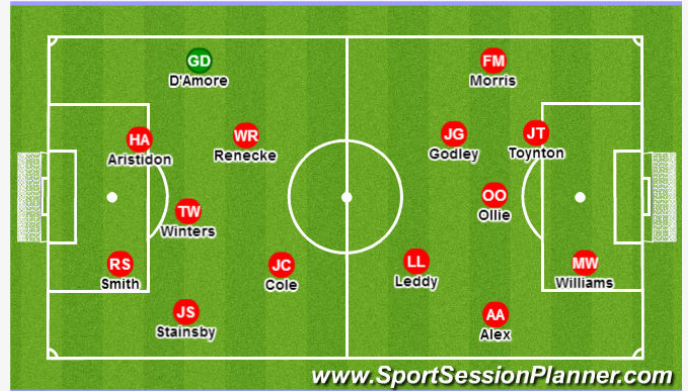 GD
D'Amore
FM
Morris
HA
Aristidon
WR
Renecke
JG
Godley
JT
Toynton
TW
Winters
OO
Ollie
RS
Smith
JC
Cole
LL
Leddy
MW
Williams
JS
Stainsby
AA
Alex
www.SportSessionPlanner.com